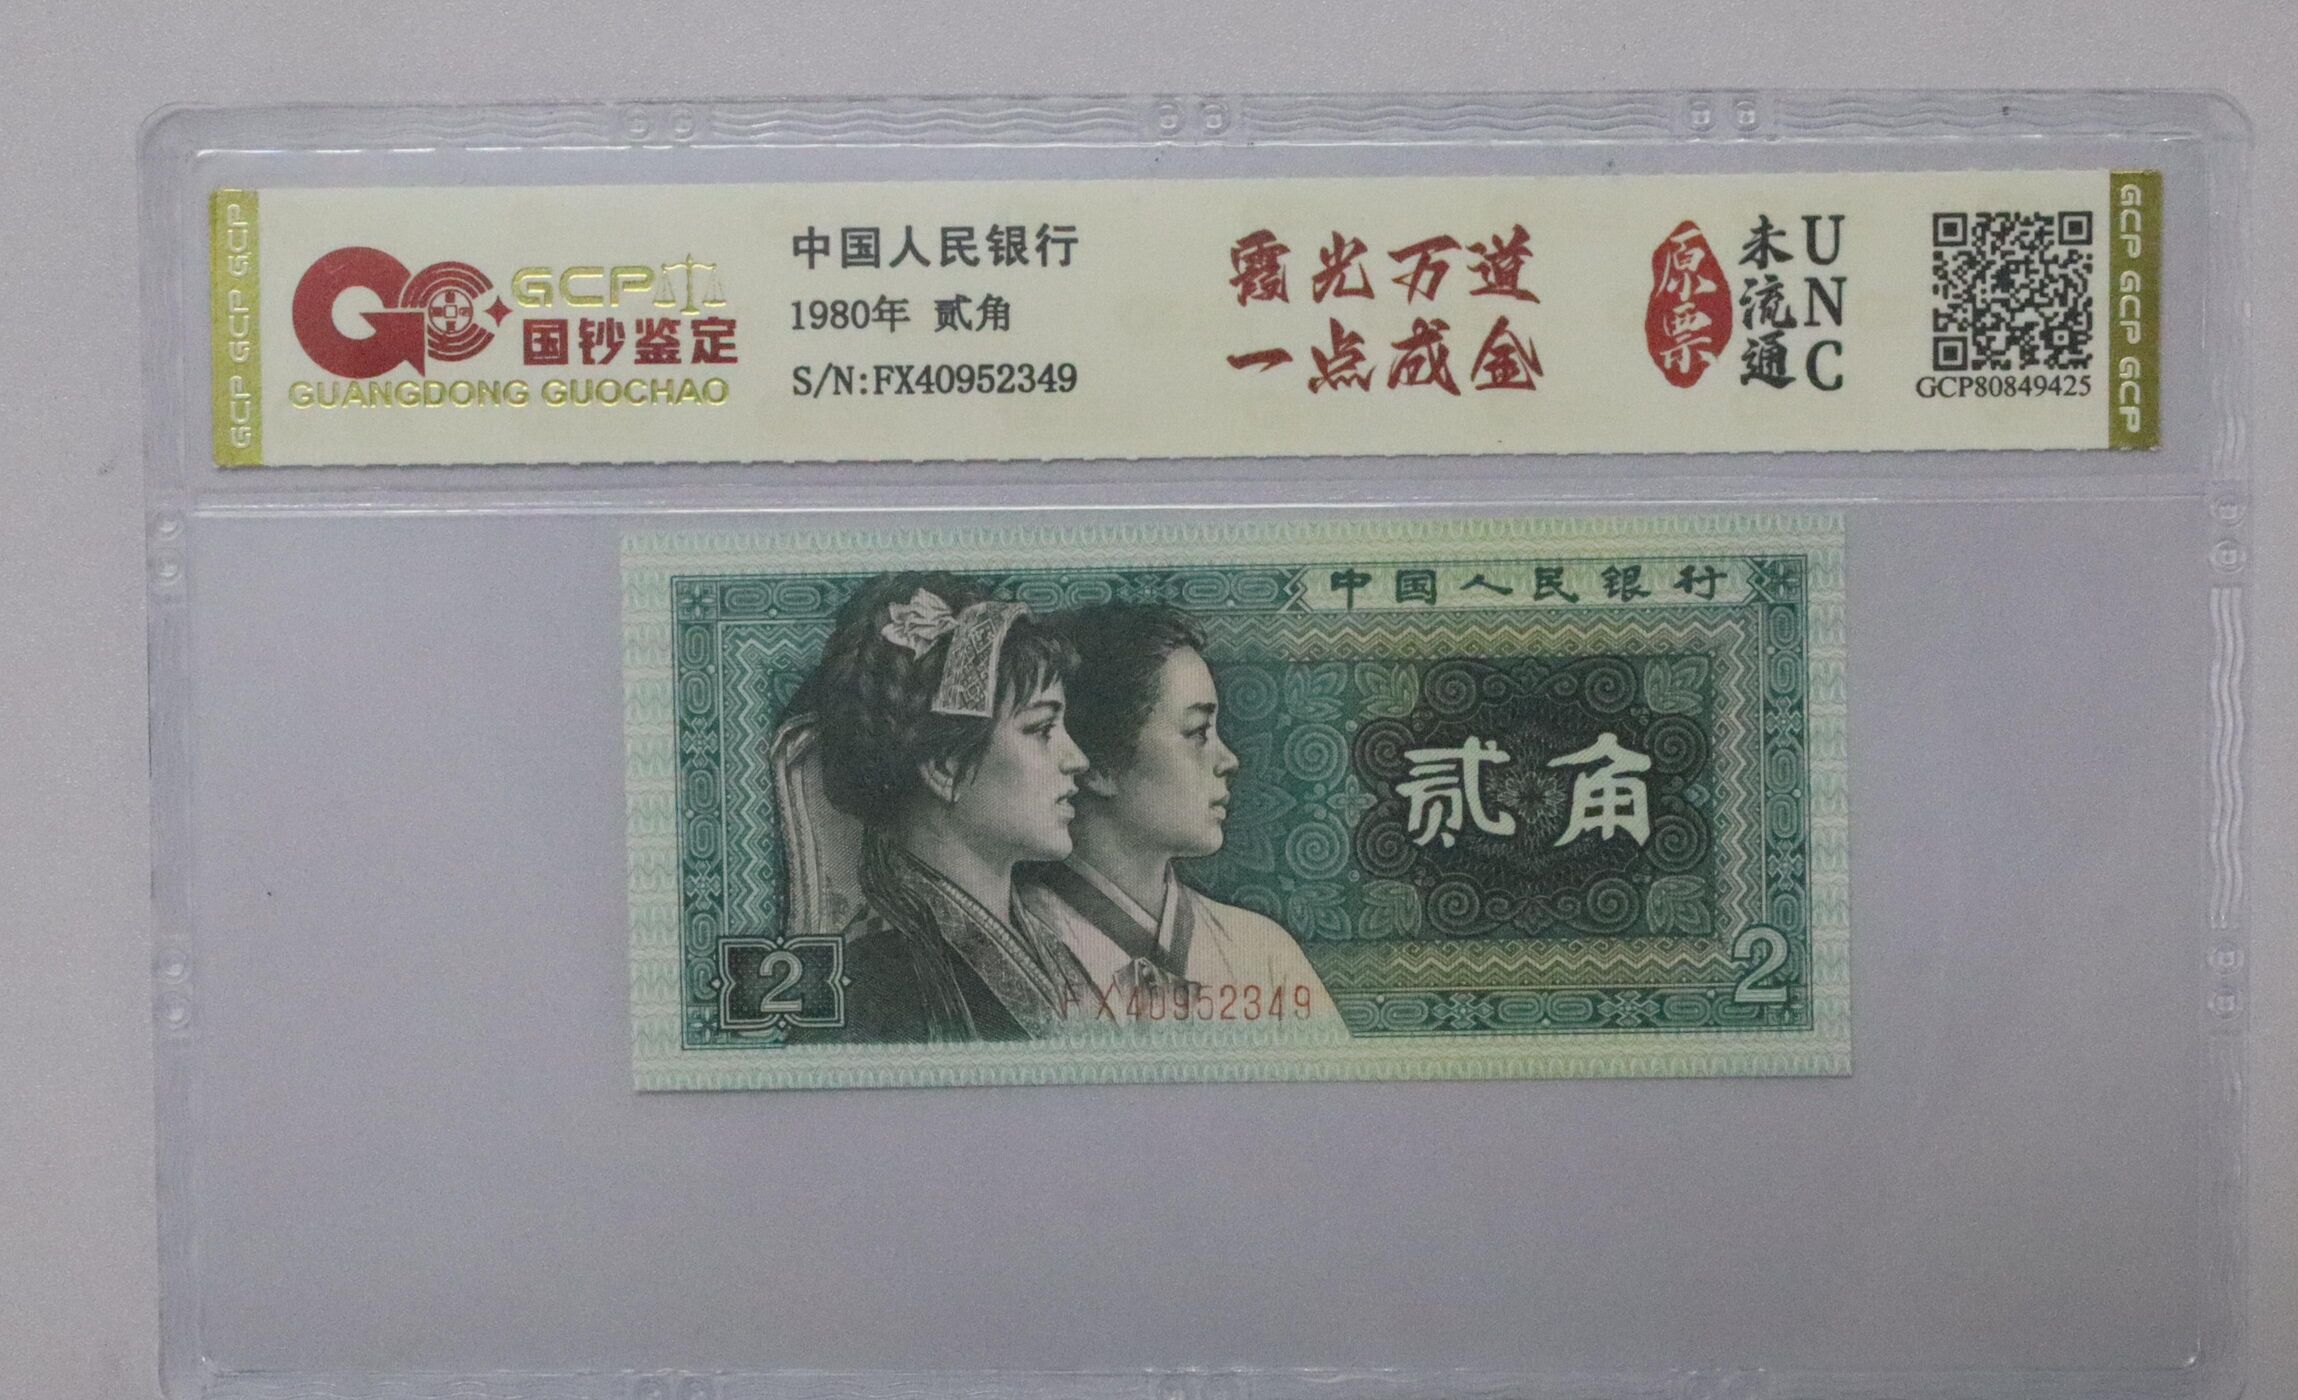 GCP GCP GCP
GCP
国钞鉴定
GUANGDONG GUOCHAO
中国人民银行
1980年 贰角
S/N:FX40952349
霞光万道
一点成金
原票
未流通
UNC
GCP80849425
GCP GCP GCP GCP
中国人民银行
贰角
2
2
FX40952349